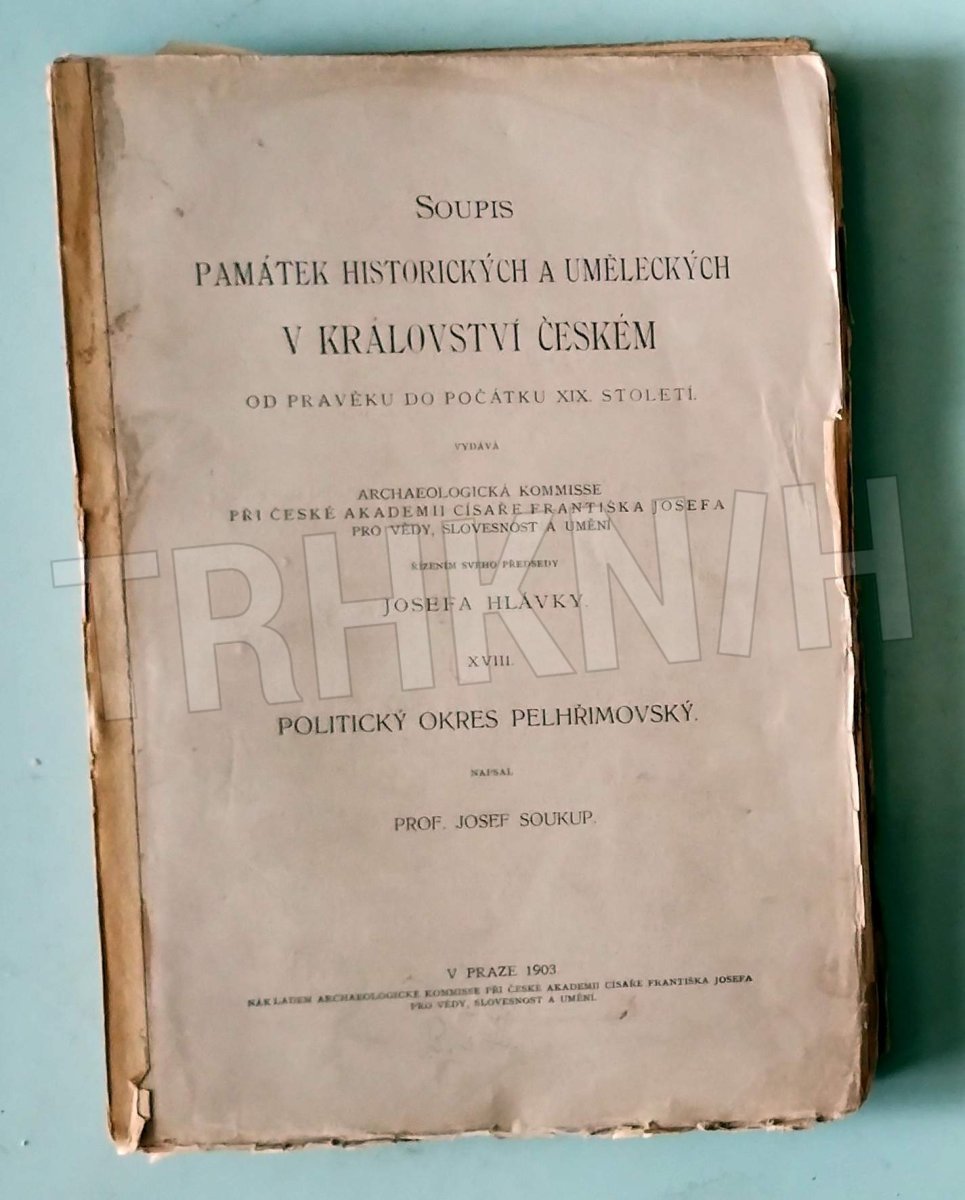 SOUPIS
PAMÁTEK HISTORICKÝCH A UMĚLECKÝCH
V KRÁLOVSTVÍ ČESKÉM
OD PRAVĚKU DO POČÁTKU XIX. STOLETÍ.
VYDÁVÁ
ARCHAEOLOGICKÁ KOMMISSE
PŘI ČESKÉ AKADEMII CÍSAŘE FRANTIŠKA JOSEFA
PRO VĚDY, SLOVESNOST A UMĚNÍ
ŘÍZENÍM SVÉHO PŘEDSEDY
JOSEFA HLÁVKY.
XVIII.
POLITICKÝ OKRES PELHŘIMOVSKÝ.
NAPSAL
PROF. JOSEF SOUKUP.
V PRAZE 1903
NÁKLADEM ARCHAEOLOGICKÉ KOMMISSE PŘI ČESKÉ AKADEMII CÍSAŘE FRANTIŠKA JOSEFA
PRO VĚDY, SLOVESNOST A UMĚNÍ.
TRHKNIH